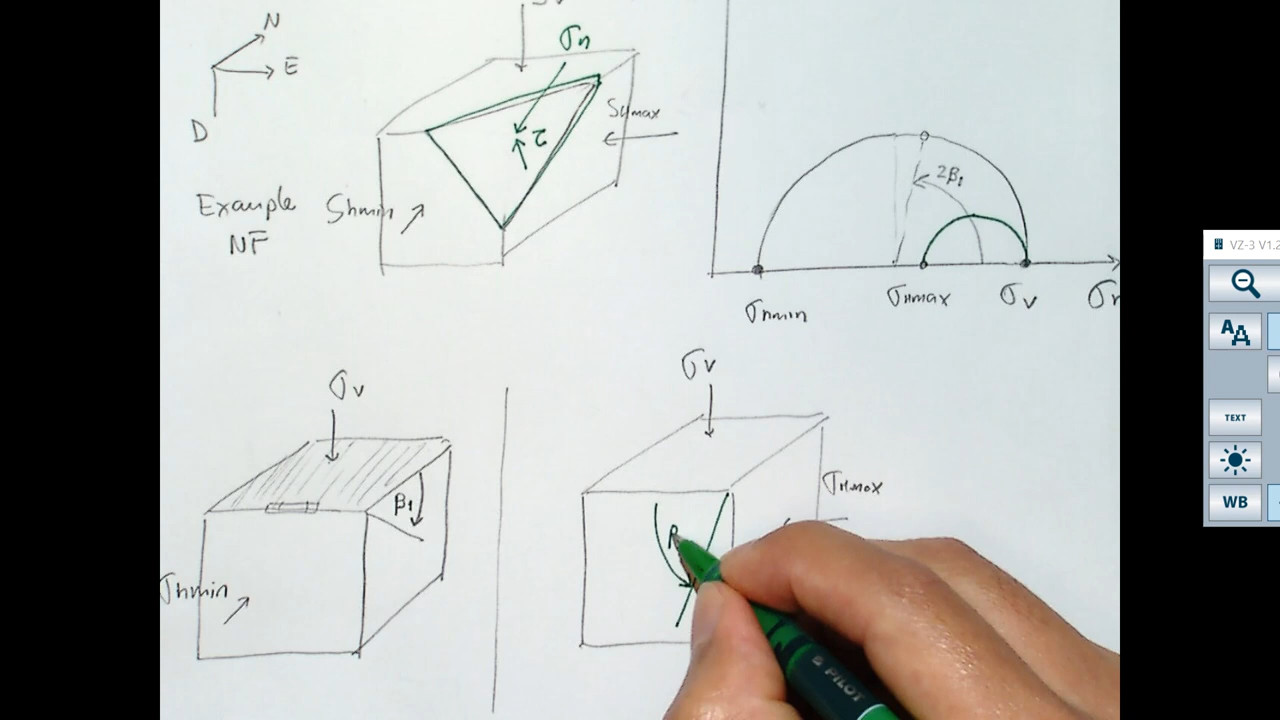 N
E
D
Example
NF
σn
τ
SHmax
Shmin
2β1
σhmin
σHmax
σv
σv
β1
σhmin
σv
σHmax
PILOT
VZ-3 V1.2
AA
TEXT
WB